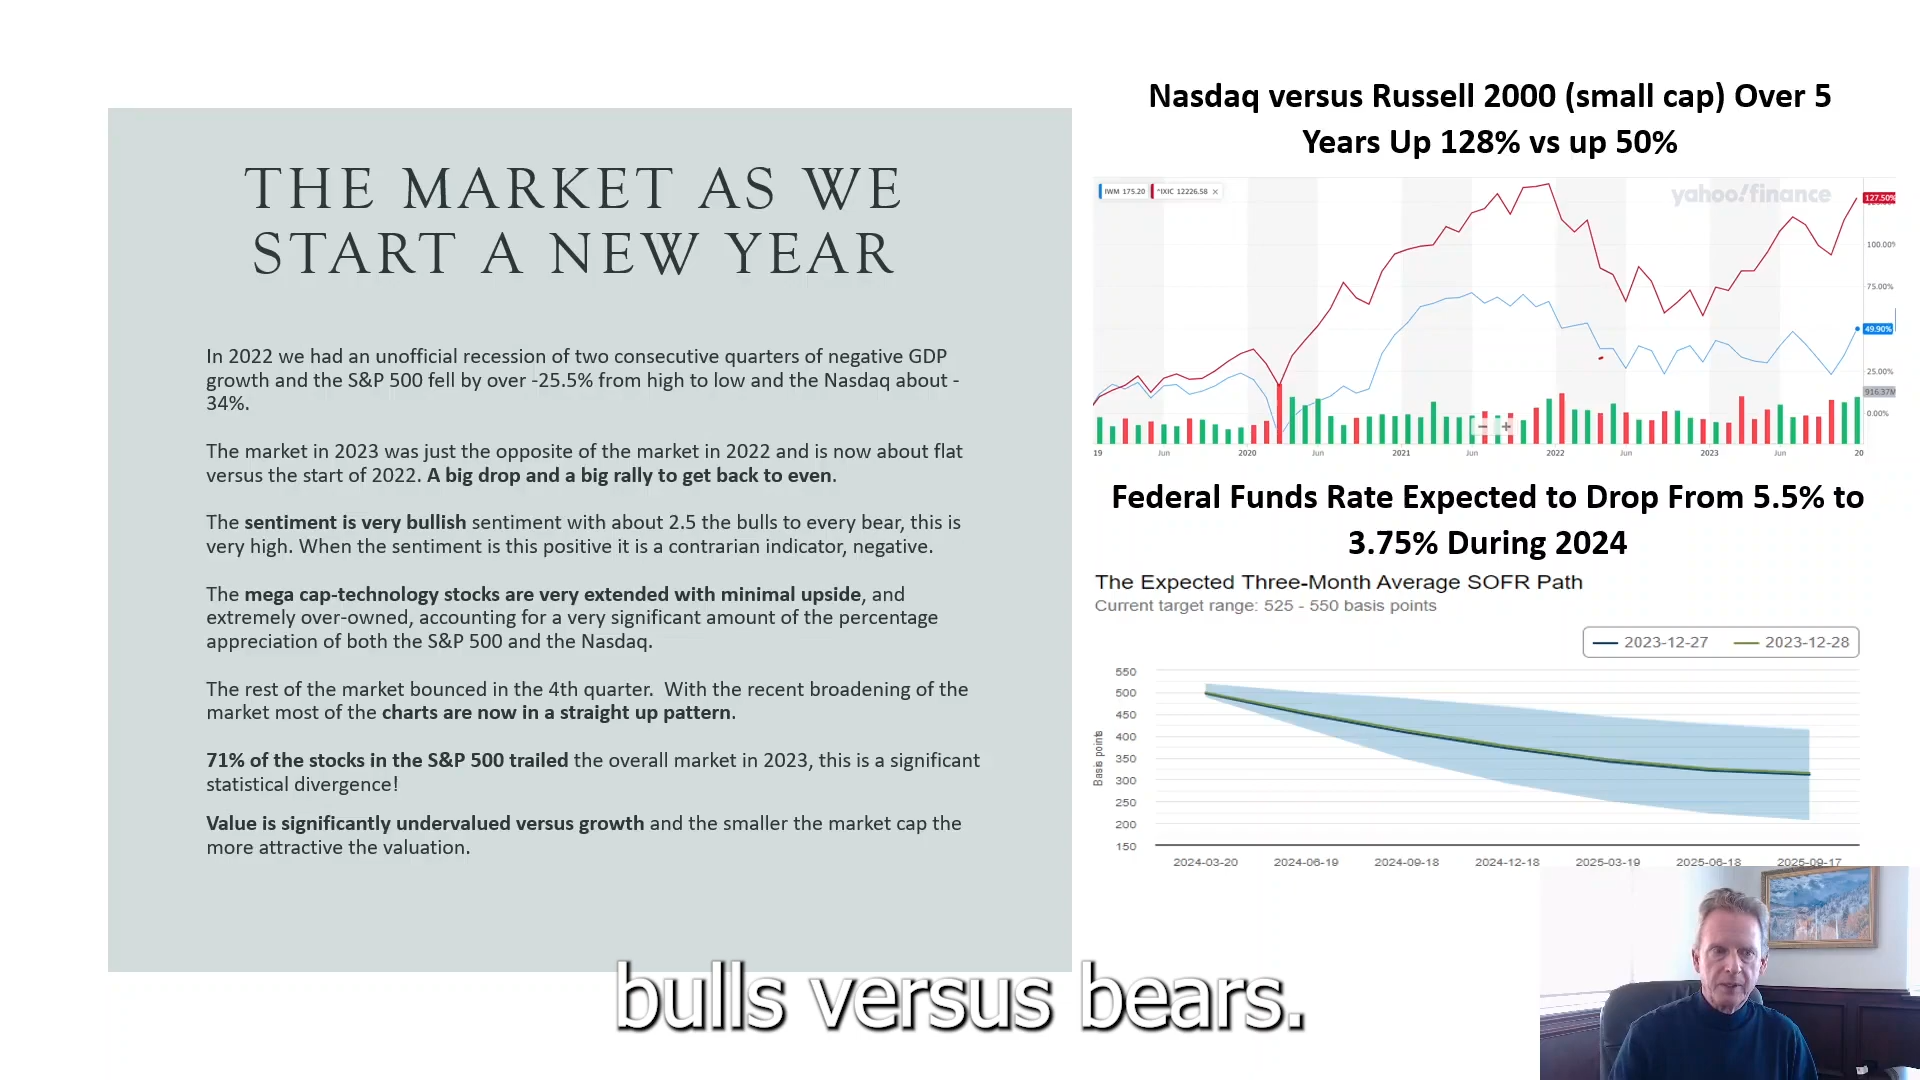 THE MARKET AS WE
START A NEW YEAR
In 2022 we had an unofficial recession of two consecutive quarters of negative GDP
growth and the S&P 500 fell by over -25.5% from high to low and the Nasdaq about -
34%.
The market in 2023 was just the opposite of the market in 2022 and is now about flat
versus the start of 2022. A big drop and a big rally to get back to even.
The sentiment is very bullish sentiment with about 2.5 the bulls to every bear, this is
very high. When the sentiment is this positive it is a contrarian indicator, negative.
The mega cap-technology stocks are very extended with minimal upside, and
extremely over-owned, accounting for a very significant amount of the percentage
appreciation of both the S&P 500 and the Nasdaq.
The rest of the market bounced in the 4th quarter.  With the recent broadening of the
market most of the charts are now in a straight up pattern.
71% of the stocks in the S&P 500 trailed the overall market in 2023, this is a significant
statistical divergence!
Value is significantly undervalued versus growth and the smaller the market cap the
more attractive the valuation.
Nasdaq versus Russell 2000 (small cap) Over 5
Years Up 128% vs up 50%
IWM 175.20 ^IXIC 12226.58 ×
yahoo!finance
127.50%
100.00%
75.00%
49.90%
25.00%
916.37M
0.00%
− +
19 Jun 2020 Jun 2021 Jun 2022 Jun 2023 Jun 20
Federal Funds Rate Expected to Drop From 5.5% to
3.75% During 2024
The Expected Three-Month Average SOFR Path
Current target range: 525 - 550 basis points
2023-12-27 2023-12-28
Basis points
550
500
450
400
350
300
250
200
150
2024-03-20 2024-06-19 2024-09-18 2024-12-18 2025-03-19 2025-06-18 2025-09-17
bulls versus bears.